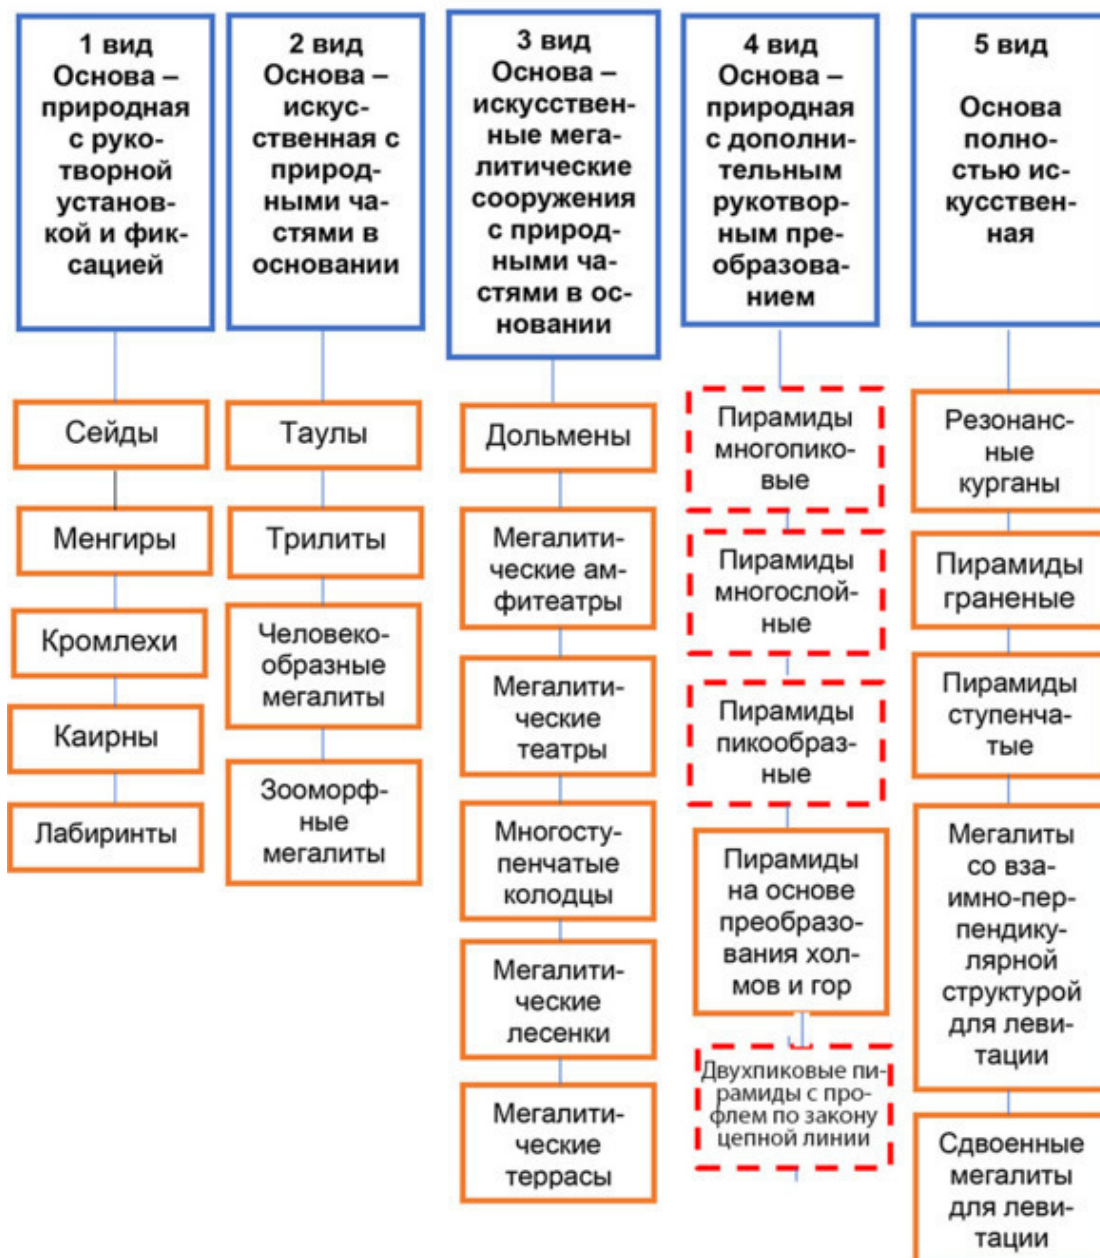 1 вид
Основа –
природная
с руко-
творной
установ-
кой и фик-
сацией
Сейды
Менгиры
Кромлехи
Каирны
Лабиринты
2 вид
Основа –
искус-
ственная с
природ-
ными ча-
стями в
основании
Таулы
Трилиты
Человеко-
образные
мегалиты
Зооморф-
ные
мегалиты
3 вид
Основа –
искусствен-
ные мега-
литические
сооружения
с природ-
ными ча-
стями в ос-
новании
Дольмены
Мегалити-
ческие ам-
фитеатры
Мегалити-
ческие
театры
Многосту-
пенчатые
колодцы
Мегалити-
ческие
лесенки
Мегалити-
ческие
террасы
4 вид
Основа –
природная
с дополни-
тельным
рукотвор-
ным пре-
образова-
нием
Пирамиды
многопико-
вые
Пирамиды
многослой-
ные
Пирамиды
пикообраз-
ные
Пирамиды
на основе
преобразо-
вания хол-
мов и гор
Двухпиковые пи-
рамиды с про-
флем по закону
цепной линии
5 вид
Основа
полно-
стью ис-
кусствен-
ная
Резонанс-
ные
курганы
Пирамиды
граненые
Пирамиды
ступенча-
тые
Мегалиты
со вза-
имно-пер-
пендику-
лярной
структурой
для леви-
тации
Сдвоенные
мегалиты
для леви-
тации